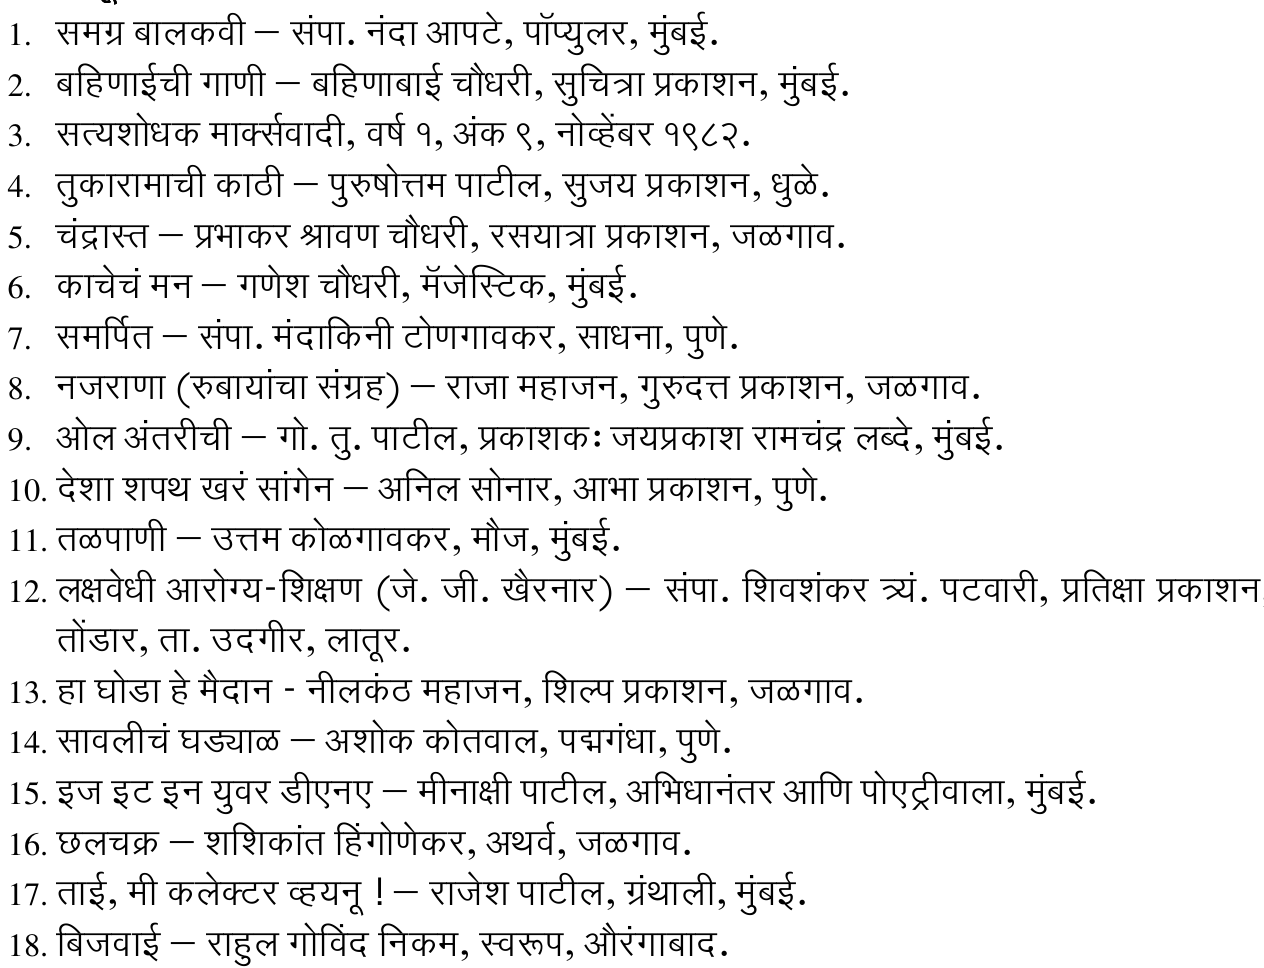 1. समग्र बालकवी – संपा. नंदा आपटे, पॉप्युलर, मुंबई.
2. बहिणाईची गाणी – बहिणाबाई चौधरी, सुचित्रा प्रकाशन, मुंबई.
3. सत्यशोधक मार्क्सवादी, वर्ष १, अंक ९, नोव्हेंबर १९८२.
4. तुकारामाची काठी – पुरुषोत्तम पाटील, सुजय प्रकाशन, धुळे.
5. चंद्रास्त – प्रभाकर श्रावण चौधरी, रसयात्रा प्रकाशन, जळगाव.
6. काचेचं मन – गणेश चौधरी, मॅजेस्टिक, मुंबई.
7. समर्पित – संपा. मंदाकिनी टोणगावकर, साधना, पुणे.
8. नजराणा (रुबायांचा संग्रह) – राजा महाजन, गुरुदत्त प्रकाशन, जळगाव.
9. ओल अंतरीची – गो. तु. पाटील, प्रकाशकः जयप्रकाश रामचंद्र लब्दे, मुंबई.
10. देशा शपथ खरं सांगेन – अनिल सोनार, आभा प्रकाशन, पुणे.
11. तळपाणी – उत्तम कोळगावकर, मौज, मुंबई.
12. लक्षवेधी आरोग्य-शिक्षण (जे. जी. खैरनार) – संपा. शिवशंकर त्र्यं. पटवारी, प्रतिक्षा प्रकाशन,
तोंडार, ता. उदगीर, लातूर.
13. हा घोडा हे मैदान - नीलकंठ महाजन, शिल्प प्रकाशन, जळगाव.
14. सावलीचं घड्याळ – अशोक कोतवाल, पद्मगंधा, पुणे.
15. इज इट इन युवर डीएनए – मीनाक्षी पाटील, अभिधानंतर आणि पोएट्रीवाला, मुंबई.
16. छलचक्र – शशिकांत हिंगोणेकर, अथर्व, जळगाव.
17. ताई, मी कलेक्टर व्हयनू ! – राजेश पाटील, ग्रंथाली, मुंबई.
18. बिजवाई – राहुल गोविंद निकम, स्वरूप, औरंगाबाद.